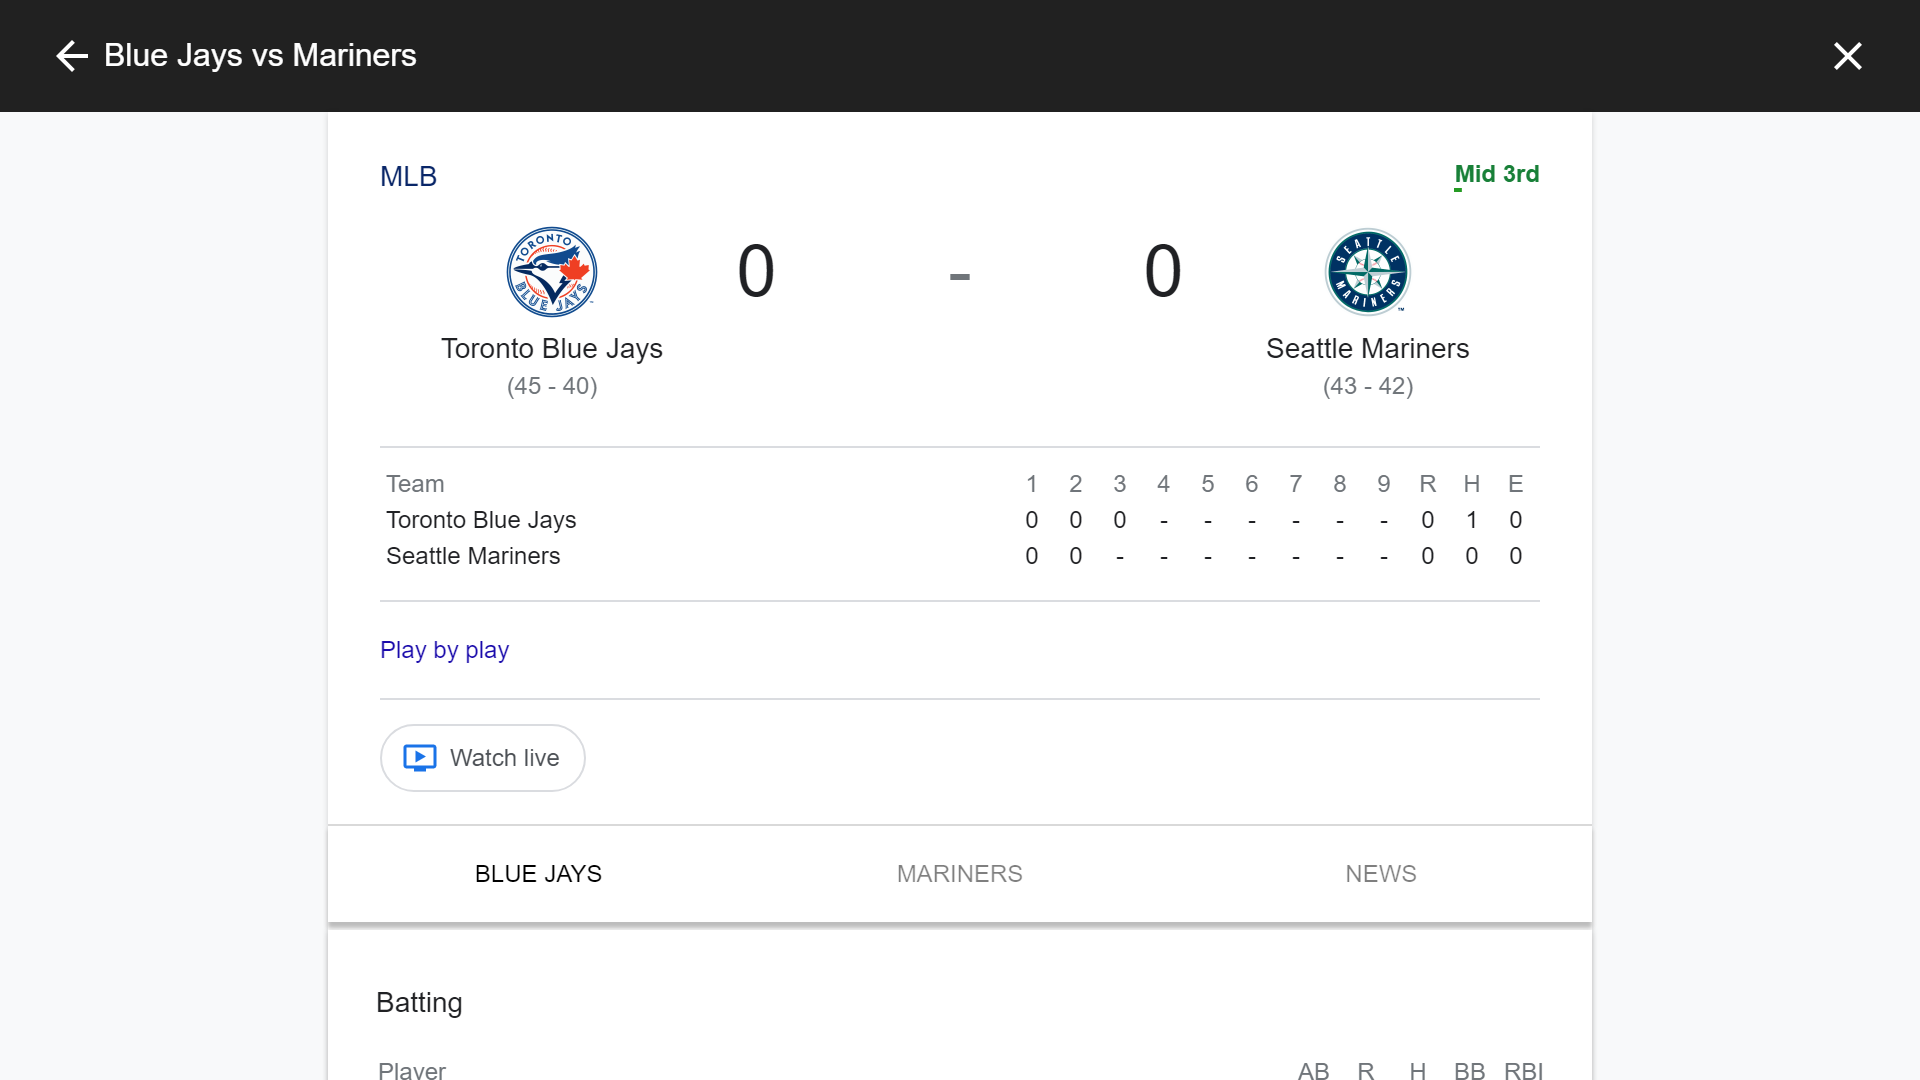 Blue Jays vs Mariners
MLB
Mid 3rd
TORONTO
BLUE JAYS
0
-
0
SEATTLE
MARINERS
Toronto Blue Jays
Seattle Mariners
(45 - 40)
(43 - 42)
Team 1 2 3 4 5 6 7 8 9 R H E
Toronto Blue Jays 0 0 0 - - - - - - 0 1 0
Seattle Mariners 0 0 - - - - - - - 0 0 0
Play by play
Watch live
BLUE JAYS MARINERS NEWS
Batting
Player AB R H BB RBI